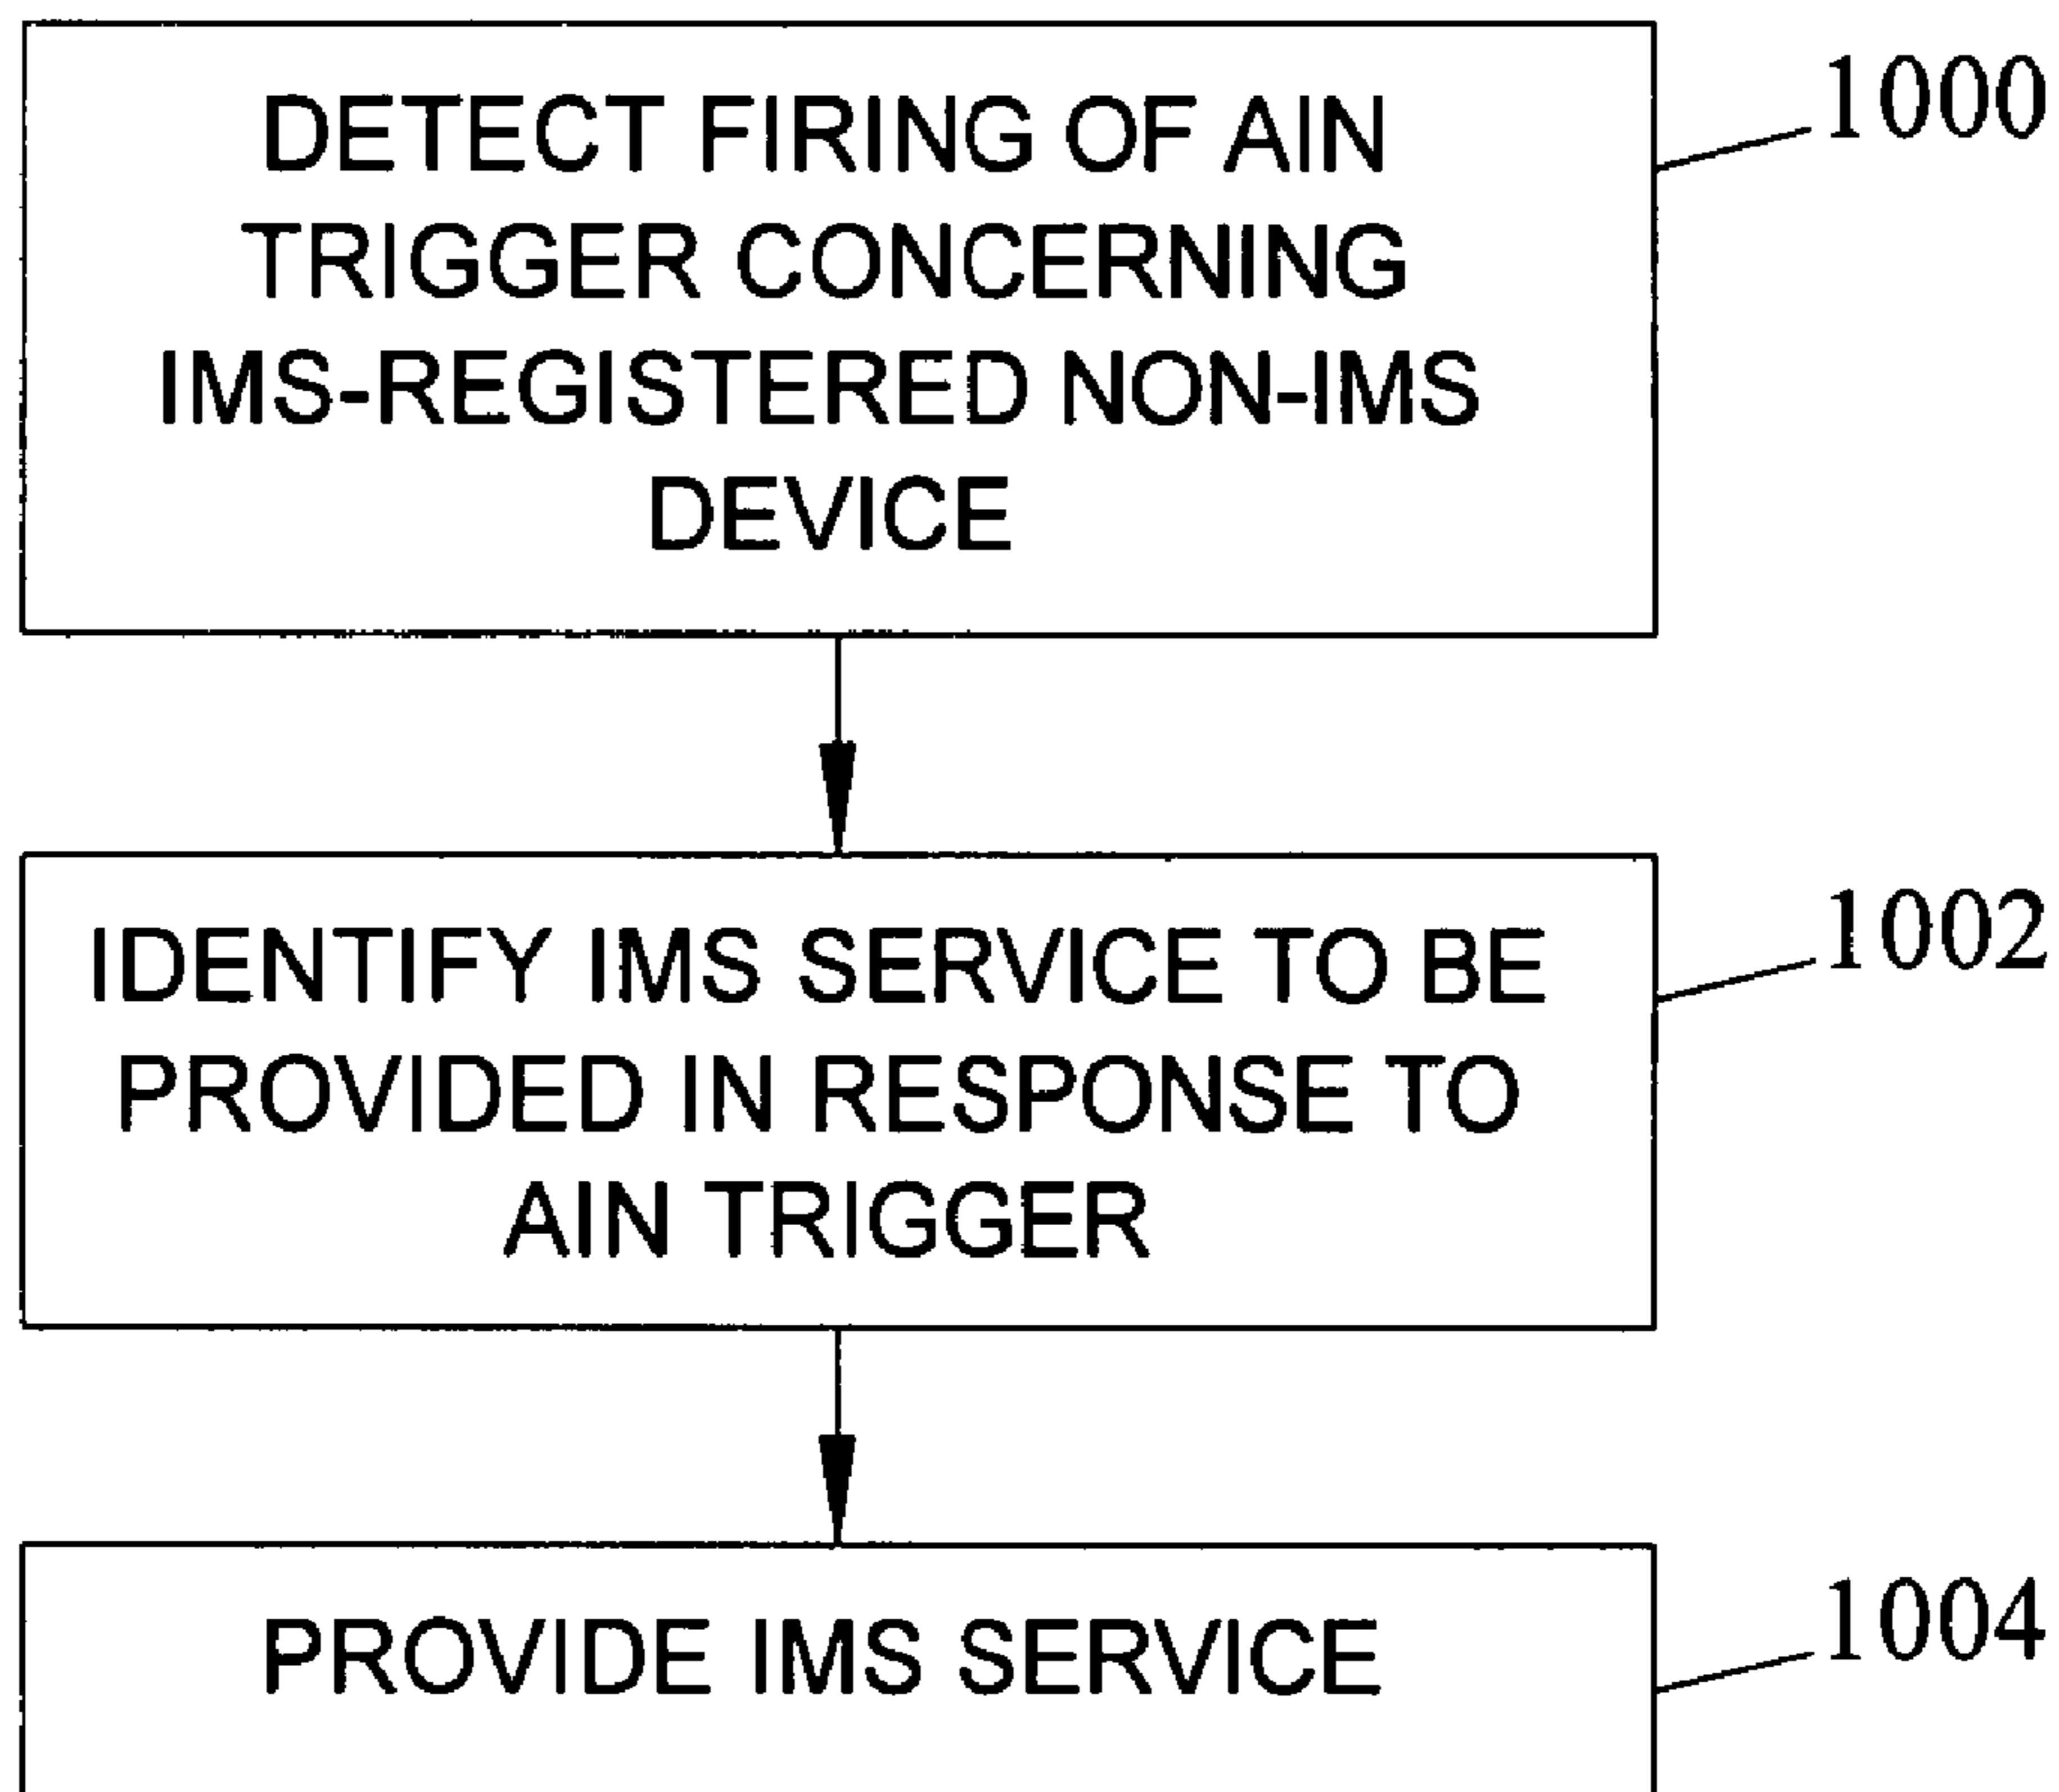 DETECT FIRING OF AIN
TRIGGER CONCERNING
IMS-REGISTERED NON-IMS
DEVICE
1000
IDENTIFY IMS SERVICE TO BE
PROVIDED IN RESPONSE TO
AIN TRIGGER
1002
PROVIDE IMS SERVICE
1004